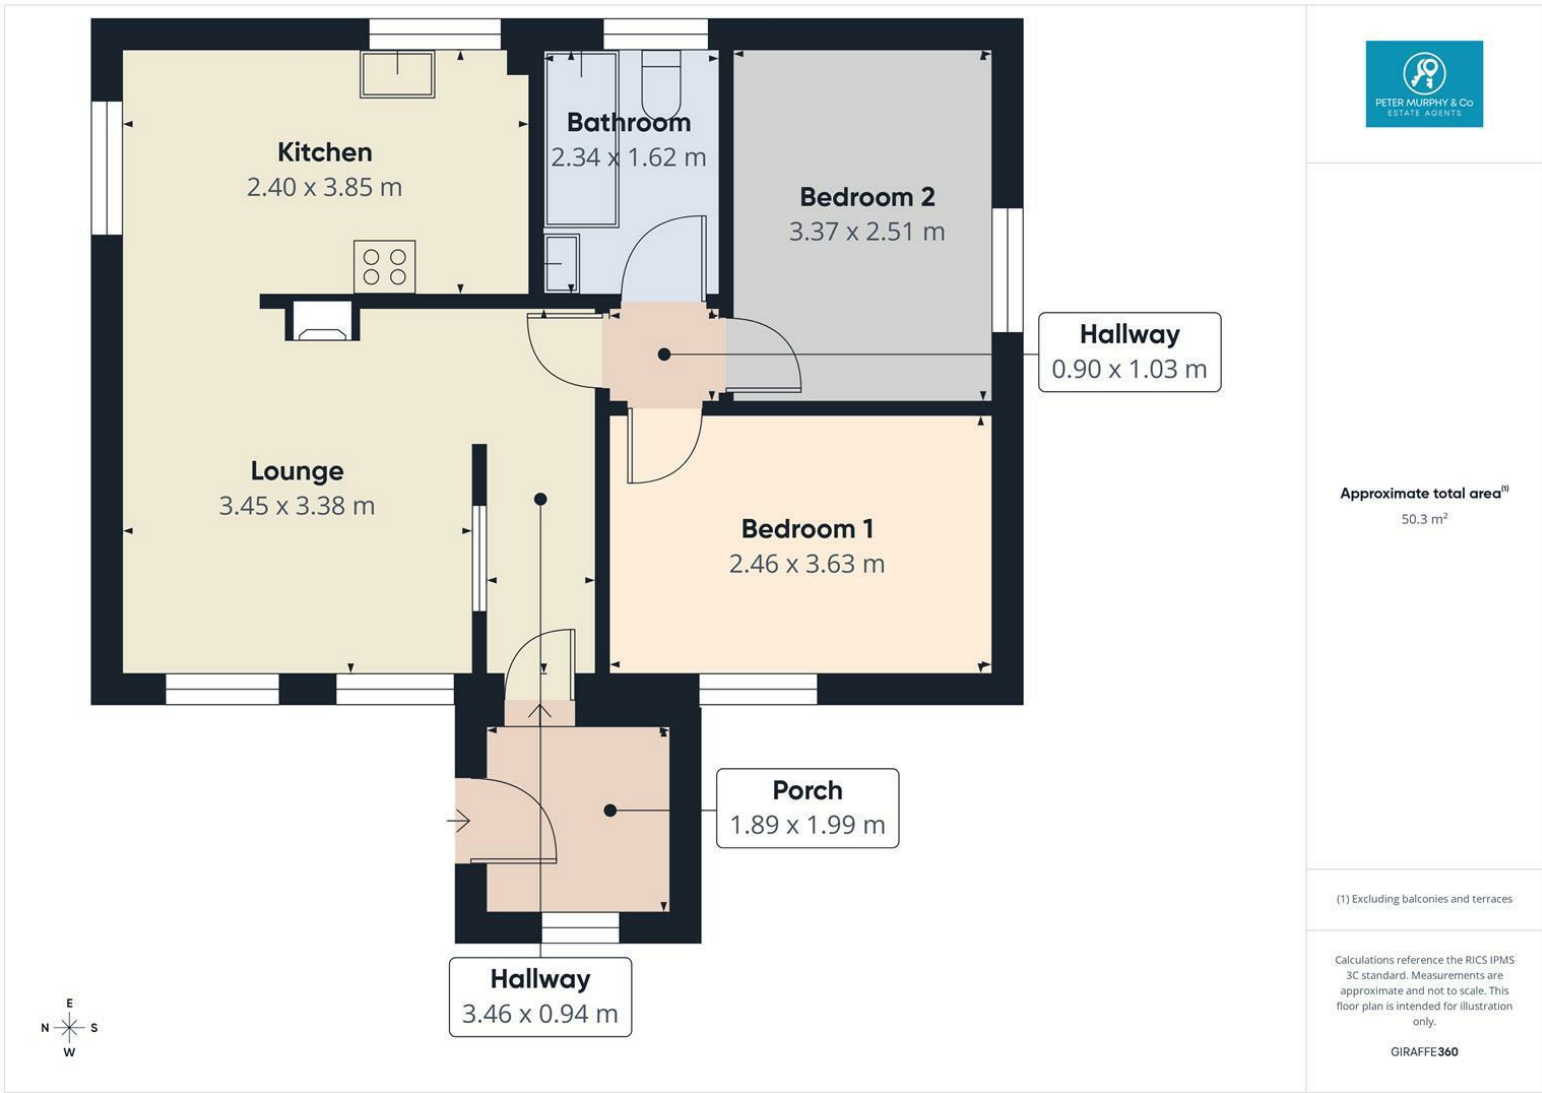 Kitchen
2.40 x 3.85 m
Bathroom
2.34 x 1.62 m
Bedroom 2
3.37 x 2.51 m
Hallway
0.90 x 1.03 m
Lounge
3.45 x 3.38 m
Bedroom 1
2.46 x 3.63 m
Porch
1.89 x 1.99 m
Hallway
3.46 x 0.94 m
E
N S
W
PETER MURPHY & Co
ESTATE AGENTS
Approximate total area(1)
50.3 m²
(1) Excluding balconies and terraces
Calculations reference the RICS IPMS
3C standard. Measurements are
approximate and not to scale. This
floor plan is intended for illustration
only.
GIRAFFE360